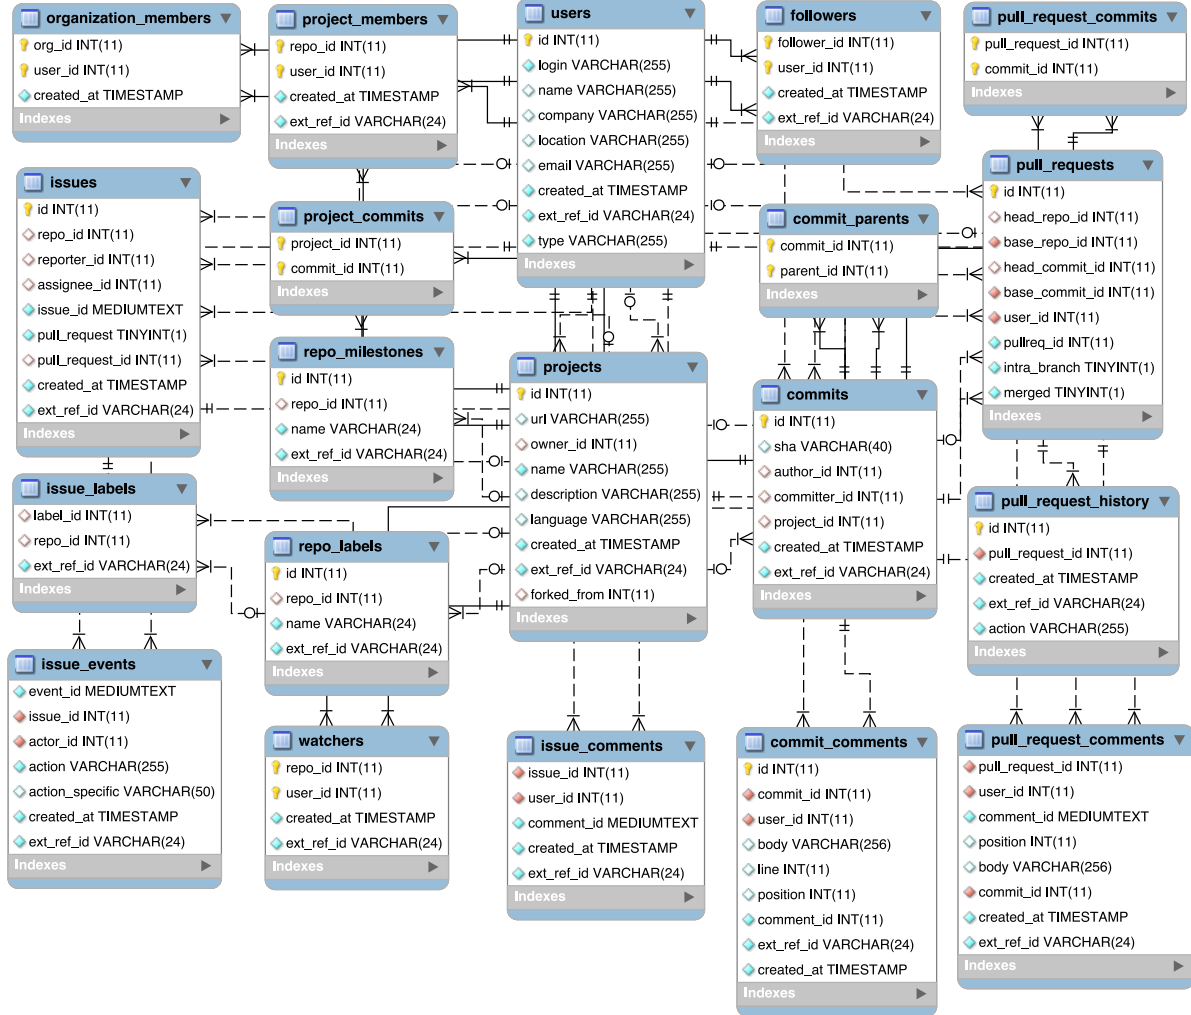 organization_members
org_id INT(11)
user_id INT(11)
created_at TIMESTAMP
Indexes
project_members
repo_id INT(11)
user_id INT(11)
created_at TIMESTAMP
ext_ref_id VARCHAR(24)
Indexes
users
id INT(11)
login VARCHAR(255)
name VARCHAR(255)
company VARCHAR(255)
location VARCHAR(255)
email VARCHAR(255)
created_at TIMESTAMP
ext_ref_id VARCHAR(24)
type VARCHAR(255)
Indexes
followers
follower_id INT(11)
user_id INT(11)
created_at TIMESTAMP
ext_ref_id VARCHAR(24)
Indexes
pull_request_commits
pull_request_id INT(11)
commit_id INT(11)
Indexes
issues
id INT(11)
repo_id INT(11)
reporter_id INT(11)
assignee_id INT(11)
issue_id MEDIUMTEXT
pull_request TINYINT(1)
pull_request_id INT(11)
created_at TIMESTAMP
ext_ref_id VARCHAR(24)
Indexes
project_commits
project_id INT(11)
commit_id INT(11)
Indexes
commit_parents
commit_id INT(11)
parent_id INT(11)
Indexes
pull_requests
id INT(11)
head_repo_id INT(11)
base_repo_id INT(11)
head_commit_id INT(11)
base_commit_id INT(11)
user_id INT(11)
pullreq_id INT(11)
intra_branch TINYINT(1)
merged TINYINT(1)
Indexes
repo_milestones
id INT(11)
repo_id INT(11)
name VARCHAR(24)
ext_ref_id VARCHAR(24)
Indexes
projects
id INT(11)
url VARCHAR(255)
owner_id INT(11)
name VARCHAR(255)
description VARCHAR(255)
language VARCHAR(255)
created_at TIMESTAMP
ext_ref_id VARCHAR(24)
forked_from INT(11)
Indexes
commits
id INT(11)
sha VARCHAR(40)
author_id INT(11)
committer_id INT(11)
project_id INT(11)
created_at TIMESTAMP
ext_ref_id VARCHAR(24)
Indexes
issue_labels
label_id INT(11)
repo_id INT(11)
ext_ref_id VARCHAR(24)
Indexes
repo_labels
id INT(11)
repo_id INT(11)
name VARCHAR(24)
ext_ref_id VARCHAR(24)
Indexes
pull_request_history
id INT(11)
pull_request_id INT(11)
created_at TIMESTAMP
ext_ref_id VARCHAR(24)
action VARCHAR(255)
Indexes
issue_events
event_id MEDIUMTEXT
issue_id INT(11)
actor_id INT(11)
action VARCHAR(255)
action_specific VARCHAR(50)
created_at TIMESTAMP
ext_ref_id VARCHAR(24)
Indexes
watchers
repo_id INT(11)
user_id INT(11)
created_at TIMESTAMP
ext_ref_id VARCHAR(24)
Indexes
issue_comments
issue_id INT(11)
user_id INT(11)
comment_id MEDIUMTEXT
created_at TIMESTAMP
ext_ref_id VARCHAR(24)
Indexes
commit_comments
id INT(11)
commit_id INT(11)
user_id INT(11)
body VARCHAR(256)
line INT(11)
position INT(11)
comment_id INT(11)
ext_ref_id VARCHAR(24)
created_at TIMESTAMP
Indexes
pull_request_comments
pull_request_id INT(11)
user_id INT(11)
comment_id MEDIUMTEXT
position INT(11)
body VARCHAR(256)
commit_id INT(11)
created_at TIMESTAMP
ext_ref_id VARCHAR(24)
Indexes